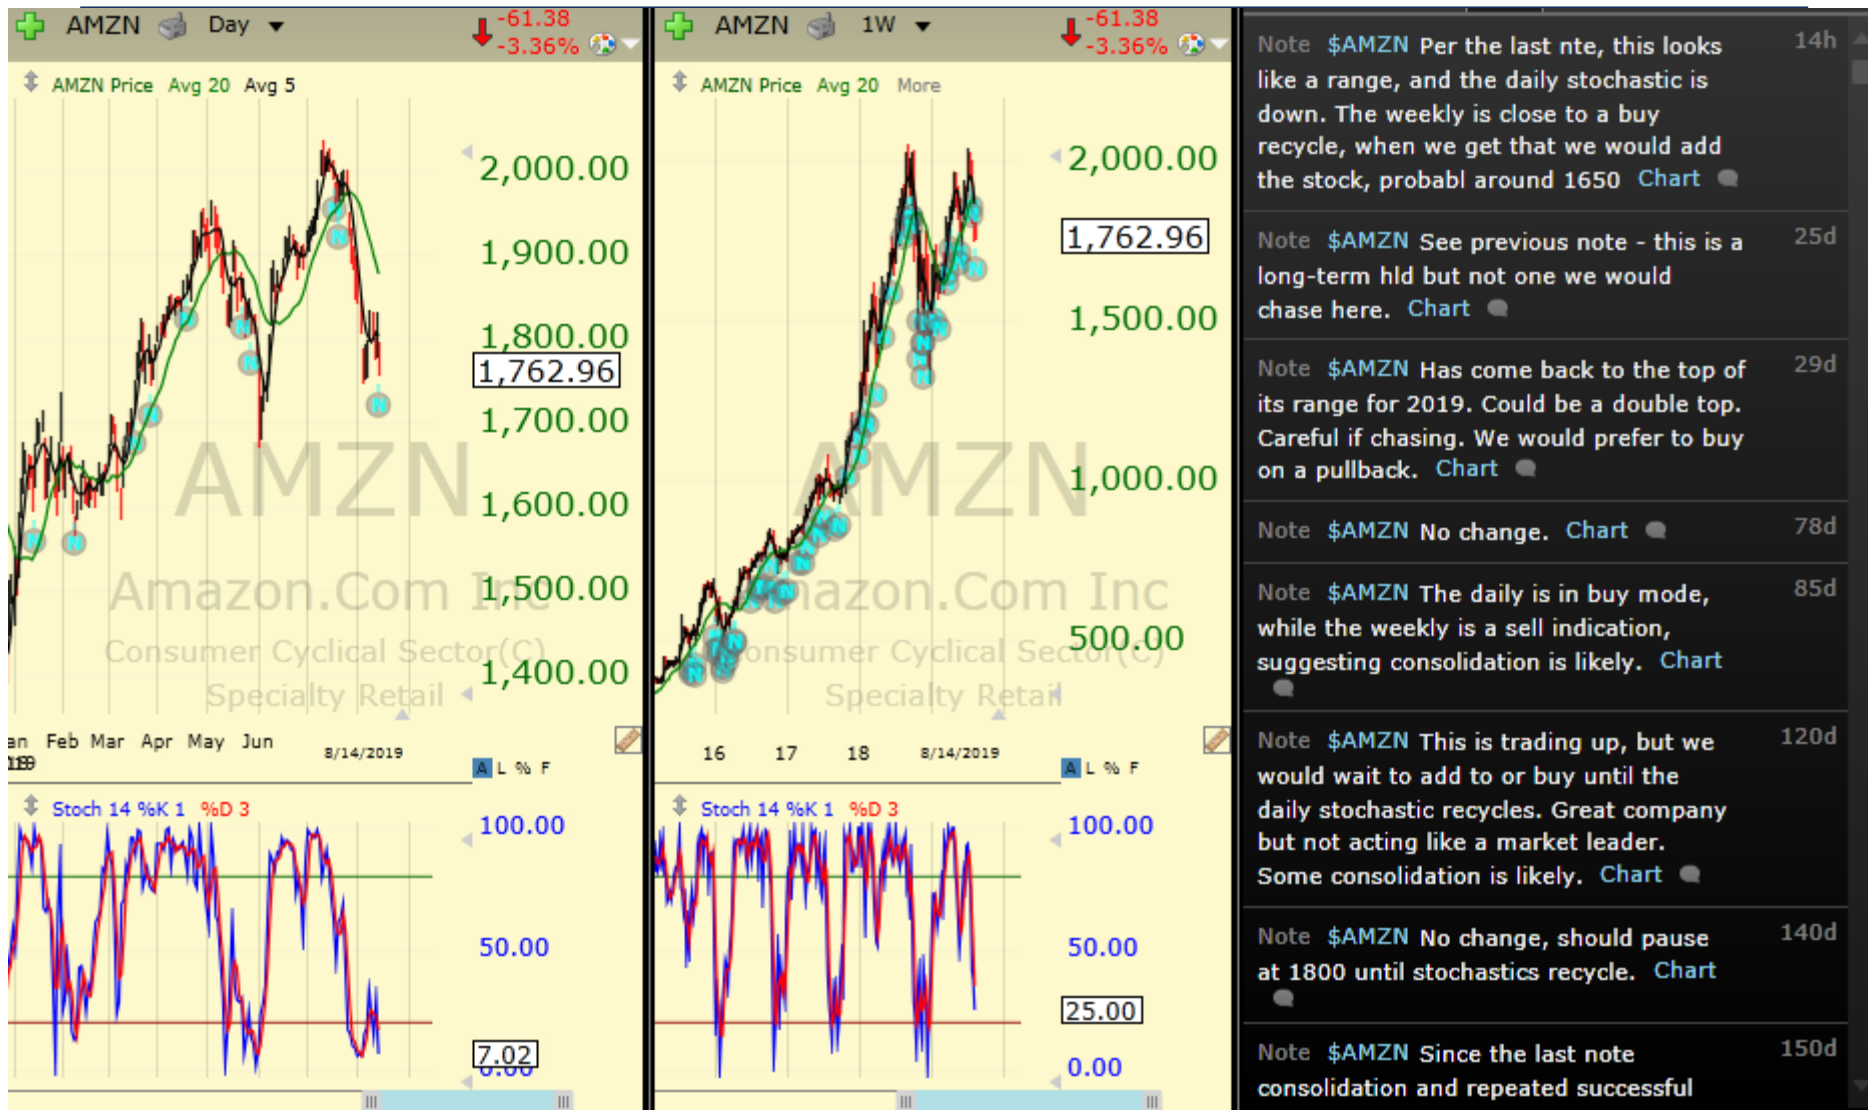 AMZN Day
-61.38
-3.36%
AMZN Price Avg 20 Avg 5
2,000.00
1,900.00
1,800.00
1,762.96
1,700.00
1,600.00
1,500.00
1,400.00
AMZN
Amazon.Com Inc
Consumer Cyclical Sector(C)
Specialty Retail
Feb Mar Apr May Jun
8/14/2019
A L % F
Stoch 14 %K 1 %D 3
100.00
50.00
7.02
0.00
AMZN 1W
-61.38
-3.36%
AMZN Price Avg 20 More
2,000.00
1,762.96
1,500.00
1,000.00
500.00
AMZN
Amazon.Com Inc
Consumer Cyclical Sector(C)
Specialty Retail
16 17 18 8/14/2019
A L % F
Stoch 14 %K 1 %D 3
100.00
50.00
25.00
0.00
Note $AMZN Per the last nte, this looks 14h
like a range, and the daily stochastic is
down. The weekly is close to a buy
recycle, when we get that we would add
the stock, probabl around 1650 Chart
Note $AMZN See previous note - this is a 25d
long-term hld but not one we would
chase here. Chart
Note $AMZN Has come back to the top of 29d
its range for 2019. Could be a double top.
Careful if chasing. We would prefer to buy
on a pullback. Chart
Note $AMZN No change. Chart 78d
Note $AMZN The daily is in buy mode, 85d
while the weekly is a sell indication,
suggesting consolidation is likely. Chart
Note $AMZN This is trading up, but we 120d
would wait to add to or buy until the
daily stochastic recycles. Great company
but not acting like a market leader.
Some consolidation is likely. Chart
Note $AMZN No change, should pause 140d
at 1800 until stochastics recycle. Chart
Note $AMZN Since the last note 150d
consolidation and repeated successful